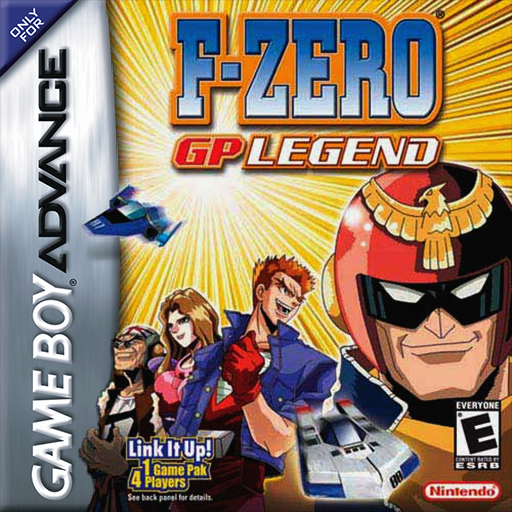 ONLY
FOR
GAME BOY ADVANCE
F-ZERO
GP LEGEND
07
Link It Up!
1 Game Pak
4 Players
See back panel for details.
EVERYONE
E
CONTENT RATED BY
ESRB
Nintendo